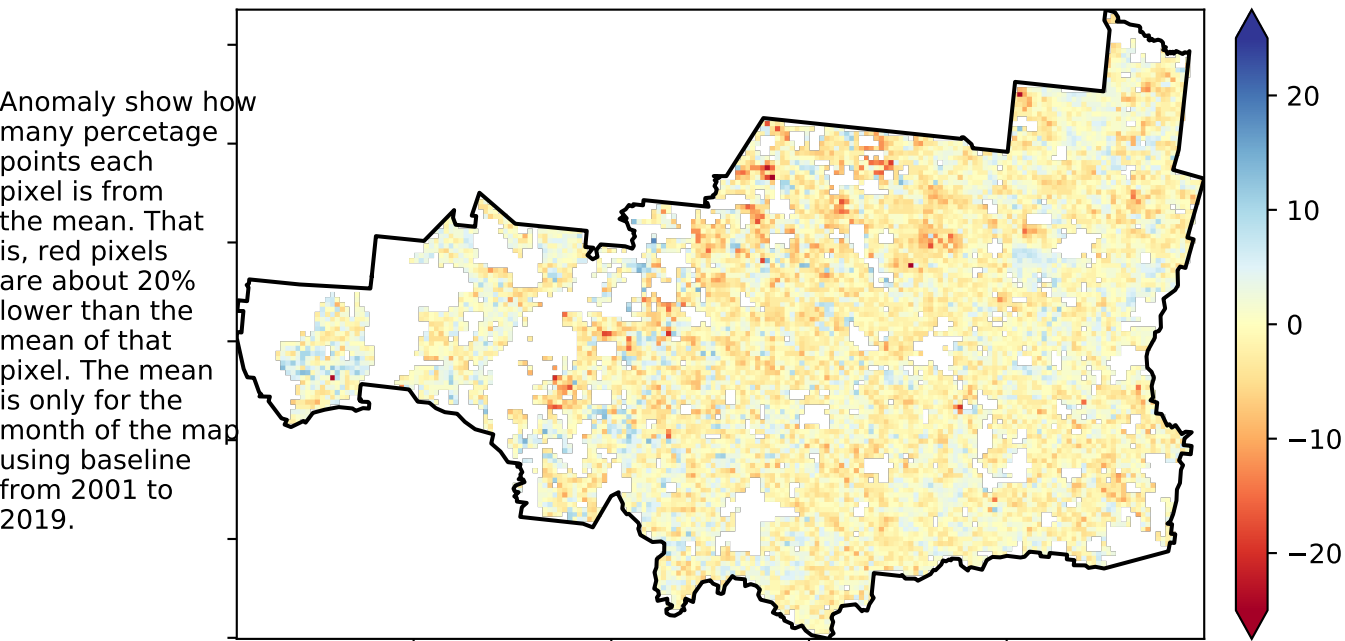 Anomaly show how
many percetage
points each
pixel is from
the mean. That
is, red pixels
are about 20%
lower than the
mean of that
pixel. The mean
is only for the
month of the map
using baseline
from 2001 to
2019.
20
10
0
−10
−20